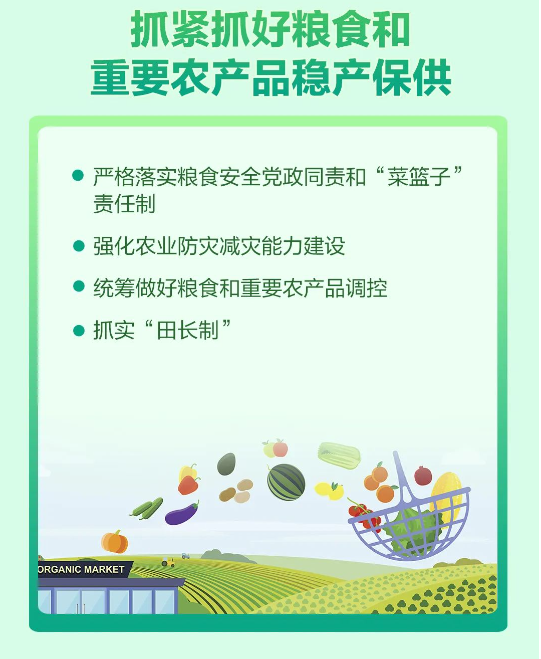 抓紧抓好粮食和
重要农产品稳产保供
严格落实粮食安全党政同责和“菜篮子”
责任制
强化农业防灾减灾能力建设
统筹做好粮食和重要农产品调控
抓实“田长制”
ORGANIC MARKET